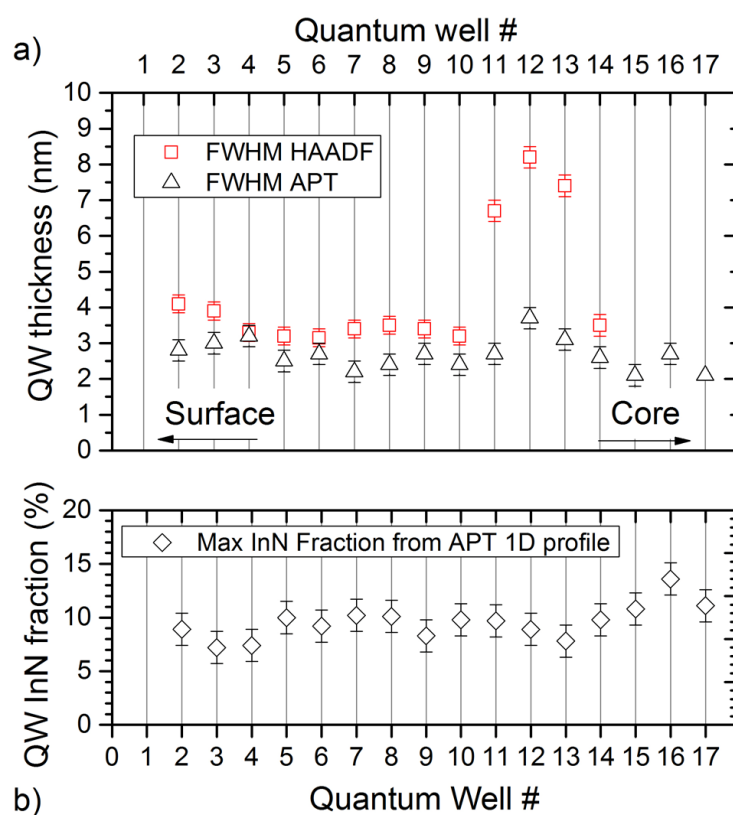 Quantum well #
a)
1 2 3 4 5 6 7 8 9 10 11 12 13 14 15 16 17
10
9
8
7
6
5
4
3
2
1
0
QW thickness (nm)
FWHM HAADF
FWHM APT
Surface
Core
20
15
10
5
0
QW InN fraction (%)
Max InN Fraction from APT 1D profile
0 1 2 3 4 5 6 7 8 9 10 11 12 13 14 15 16 17
b)
Quantum Well #